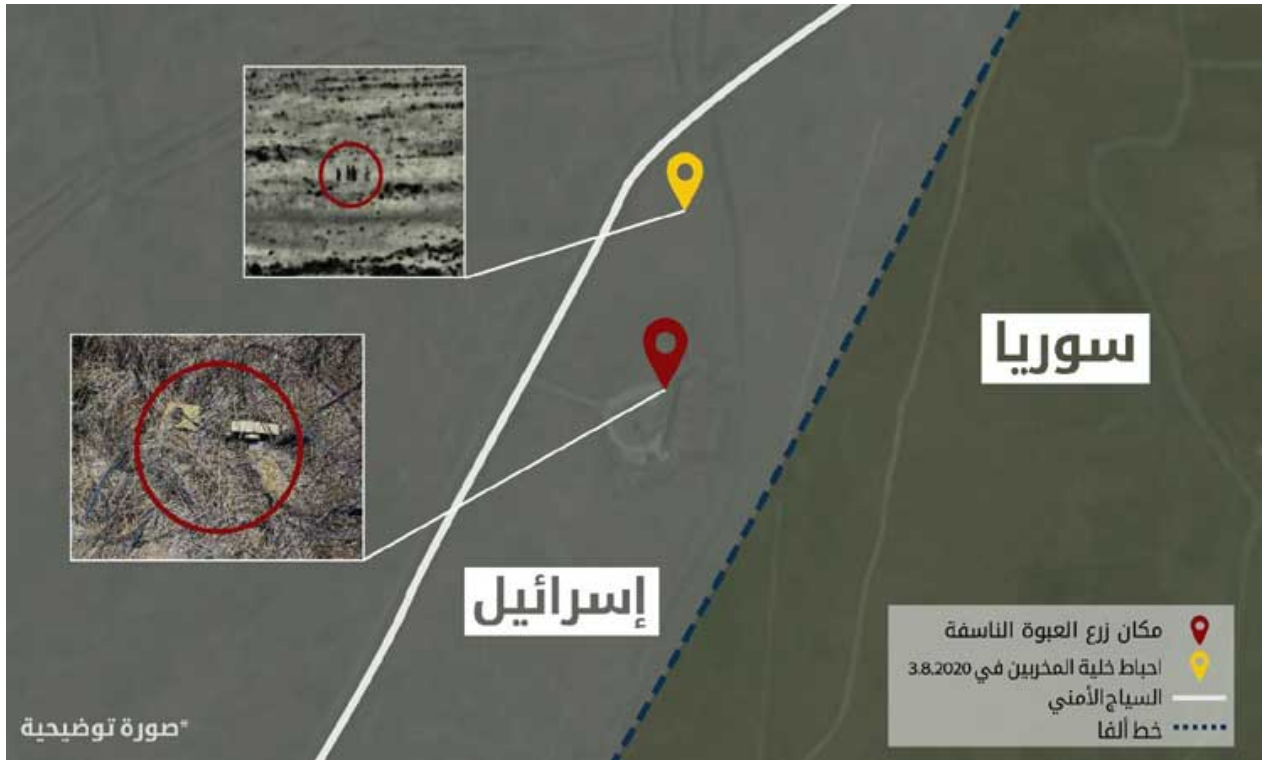 سوريا
إسرائيل
مكان زرع العبوة الناسفة
احباط خلية المخربين في 3.8.2020
السياج الأمني
خط ألفا
*صورة توضيحية